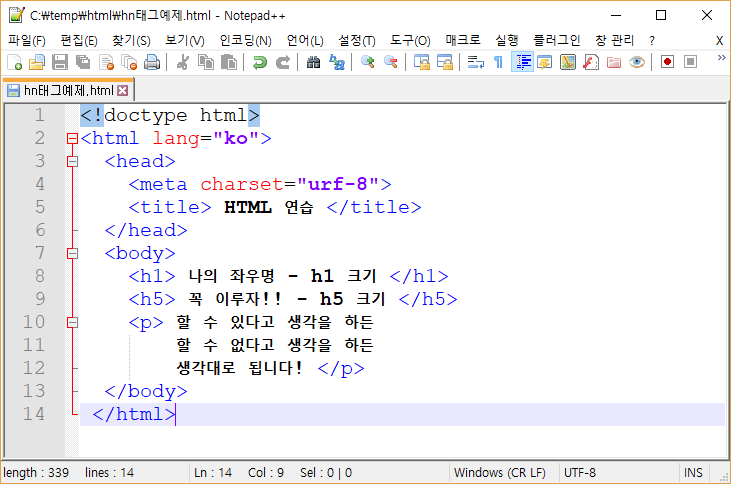 C:\temp\html\hn태그예제.html - Notepad++
파일(F) 편집(E) 찾기(S) 보기(V) 인코딩(N) 언어(L) 설정(T) 도구(O) 매크로 실행 플러그인 창 관리 ? X
hn태그예제.html
1 <!doctype html>
2 <html lang="ko">
3 <head>
4 <meta charset="urf-8">
5 <title> HTML 연습 </title>
6 </head>
7 <body>
8 <h1> 나의 좌우명 - h1 크기 </h1>
9 <h5> 꼭 이루자!! - h5 크기 </h5>
10 <p> 할 수 있다고 생각을 하든
11 할 수 없다고 생각을 하든
12 생각대로 됩니다! </p>
13 </body>
14 </html>
length : 339 lines : 14 Ln : 14 Col : 9 Sel : 0 | 0 Windows (CR LF) UTF-8 INS